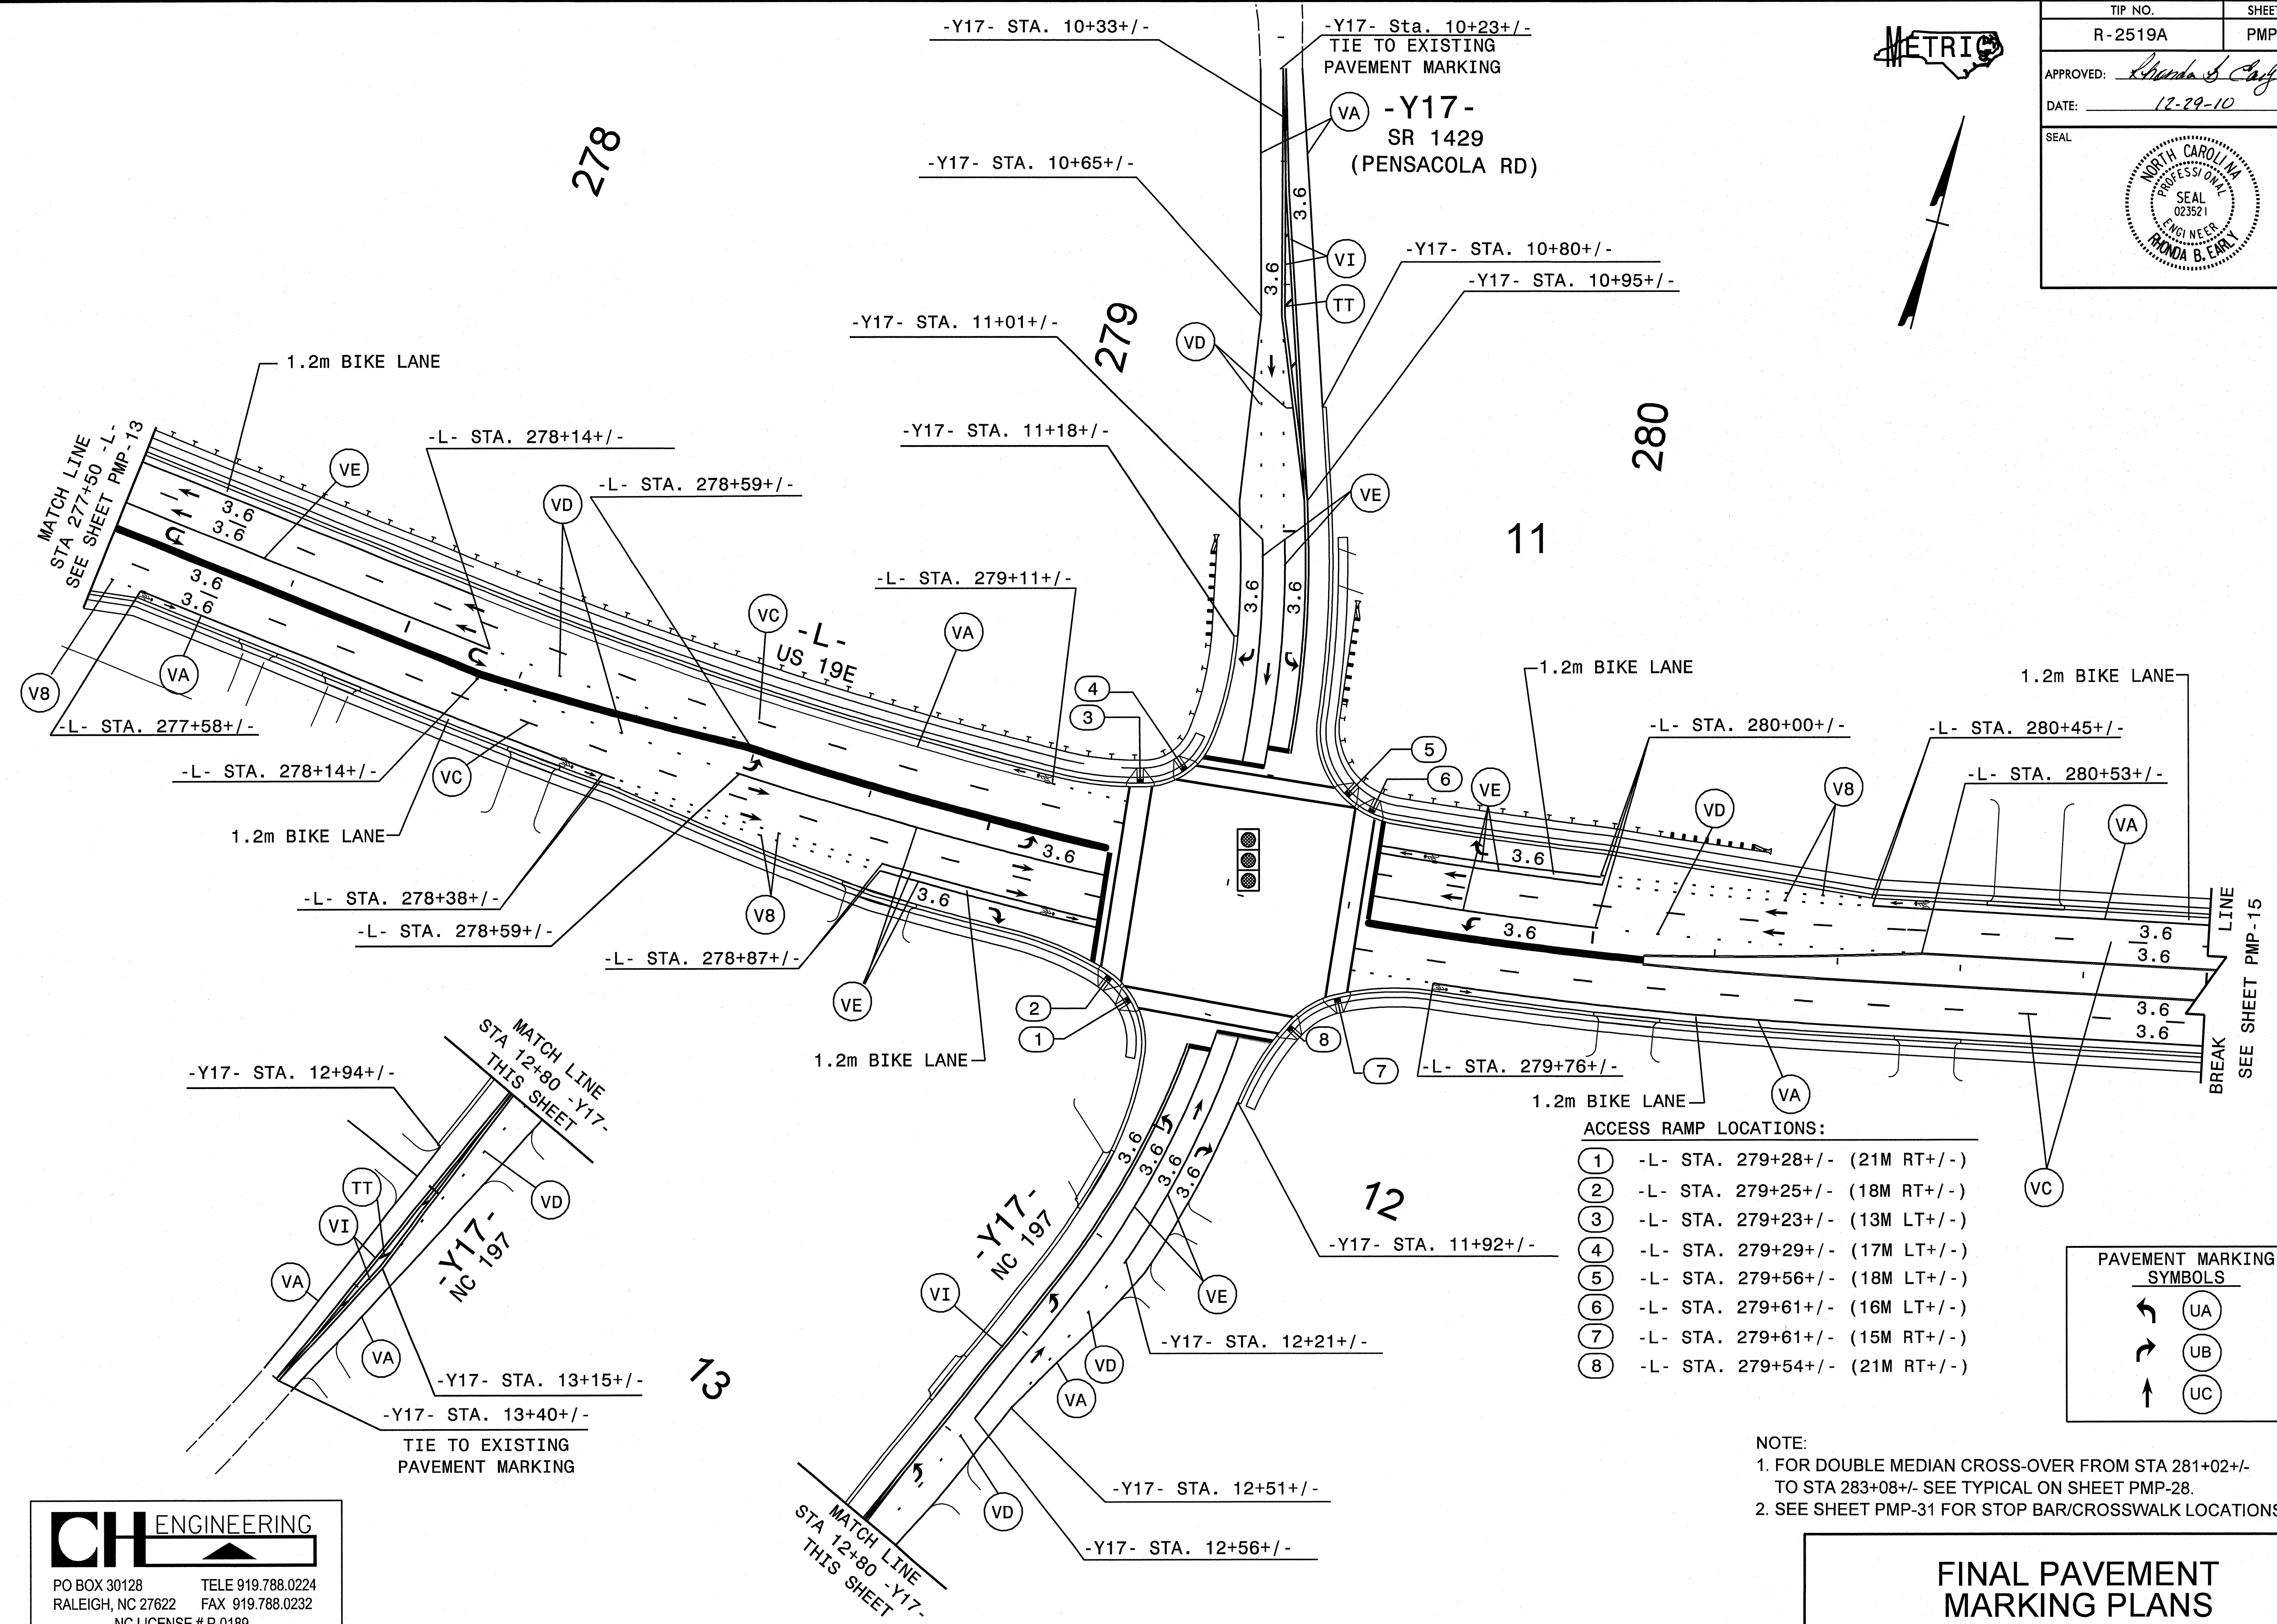 TIP NO.
SHEET
R-2519A
PMP
APPROVED: Rhonda B Early
DATE: 12-29-10
SEAL
NORTH CAROLINA
PROFESSIONAL
SEAL
023521
ENGINEER
RHONDA B. EARLY
METRIC
-Y17- STA. 10+33+/-
-Y17- Sta. 10+23+/-
TIE TO EXISTING
PAVEMENT MARKING
VA
-Y17-
SR 1429
(PENSACOLA RD)
-Y17- STA. 10+65+/-
3.6
3.6
VI
TT
-Y17- STA. 10+80+/-
-Y17- STA. 10+95+/-
-Y17- STA. 11+01+/-
VD
-Y17- STA. 11+18+/-
VE
3.6
3.6
278
279
280
11
12
13
1.2m BIKE LANE
MATCH LINE
STA 277+50 -L-
SEE SHEET PMP-13
VE
-L- STA. 278+14+/-
VD
-L- STA. 278+59+/-
3.6
3.6
3.6
3.6
VC
-L-
US 19E
-L- STA. 279+11+/-
VA
V8
VA
-L- STA. 277+58+/-
-L- STA. 278+14+/-
VC
1.2m BIKE LANE
-L- STA. 278+38+/-
-L- STA. 278+59+/-
V8
-L- STA. 278+87+/-
3.6
3.6
VE
1.2m BIKE LANE
4
3
5
6
2
1
8
7
1.2m BIKE LANE
1.2m BIKE LANE
-L- STA. 280+00+/-
-L- STA. 280+45+/-
-L- STA. 280+53+/-
VE
VD
V8
VA
3.6
3.6
3.6
3.6
3.6
3.6
BREAK
LINE
SEE SHEET PMP-15
-L- STA. 279+76+/-
1.2m BIKE LANE
VA
VC
ACCESS RAMP LOCATIONS:
1 -L- STA. 279+28+/- (21M RT+/-)
2 -L- STA. 279+25+/- (18M RT+/-)
3 -L- STA. 279+23+/- (13M LT+/-)
4 -L- STA. 279+29+/- (17M LT+/-)
5 -L- STA. 279+56+/- (18M LT+/-)
6 -L- STA. 279+61+/- (16M LT+/-)
7 -L- STA. 279+61+/- (15M RT+/-)
8 -L- STA. 279+54+/- (21M RT+/-)
MATCH LINE
STA 12+80 -Y17-
THIS SHEET
-Y17- STA. 12+94+/-
TT
VI
VD
VA
VA
-Y17-
NC 197
-Y17- STA. 13+15+/-
-Y17- STA. 13+40+/-
TIE TO EXISTING
PAVEMENT MARKING
3.6
3.6
3.6
3.6
-Y17-
NC 197
-Y17- STA. 11+92+/-
VI
VE
-Y17- STA. 12+21+/-
VD
VA
-Y17- STA. 12+51+/-
VD
-Y17- STA. 12+56+/-
MATCH LINE
STA 12+80 -Y17-
THIS SHEET
PAVEMENT MARKING
SYMBOLS
UA
UB
UC
NOTE:
1. FOR DOUBLE MEDIAN CROSS-OVER FROM STA 281+02+/-
TO STA 283+08+/- SEE TYPICAL ON SHEET PMP-28.
2. SEE SHEET PMP-31 FOR STOP BAR/CROSSWALK LOCATIONS
FINAL PAVEMENT
MARKING PLANS
CH ENGINEERING
PO BOX 30128 TELE 919.788.0224
RALEIGH, NC 27622 FAX 919.788.0232
NC LICENSE # P-0189